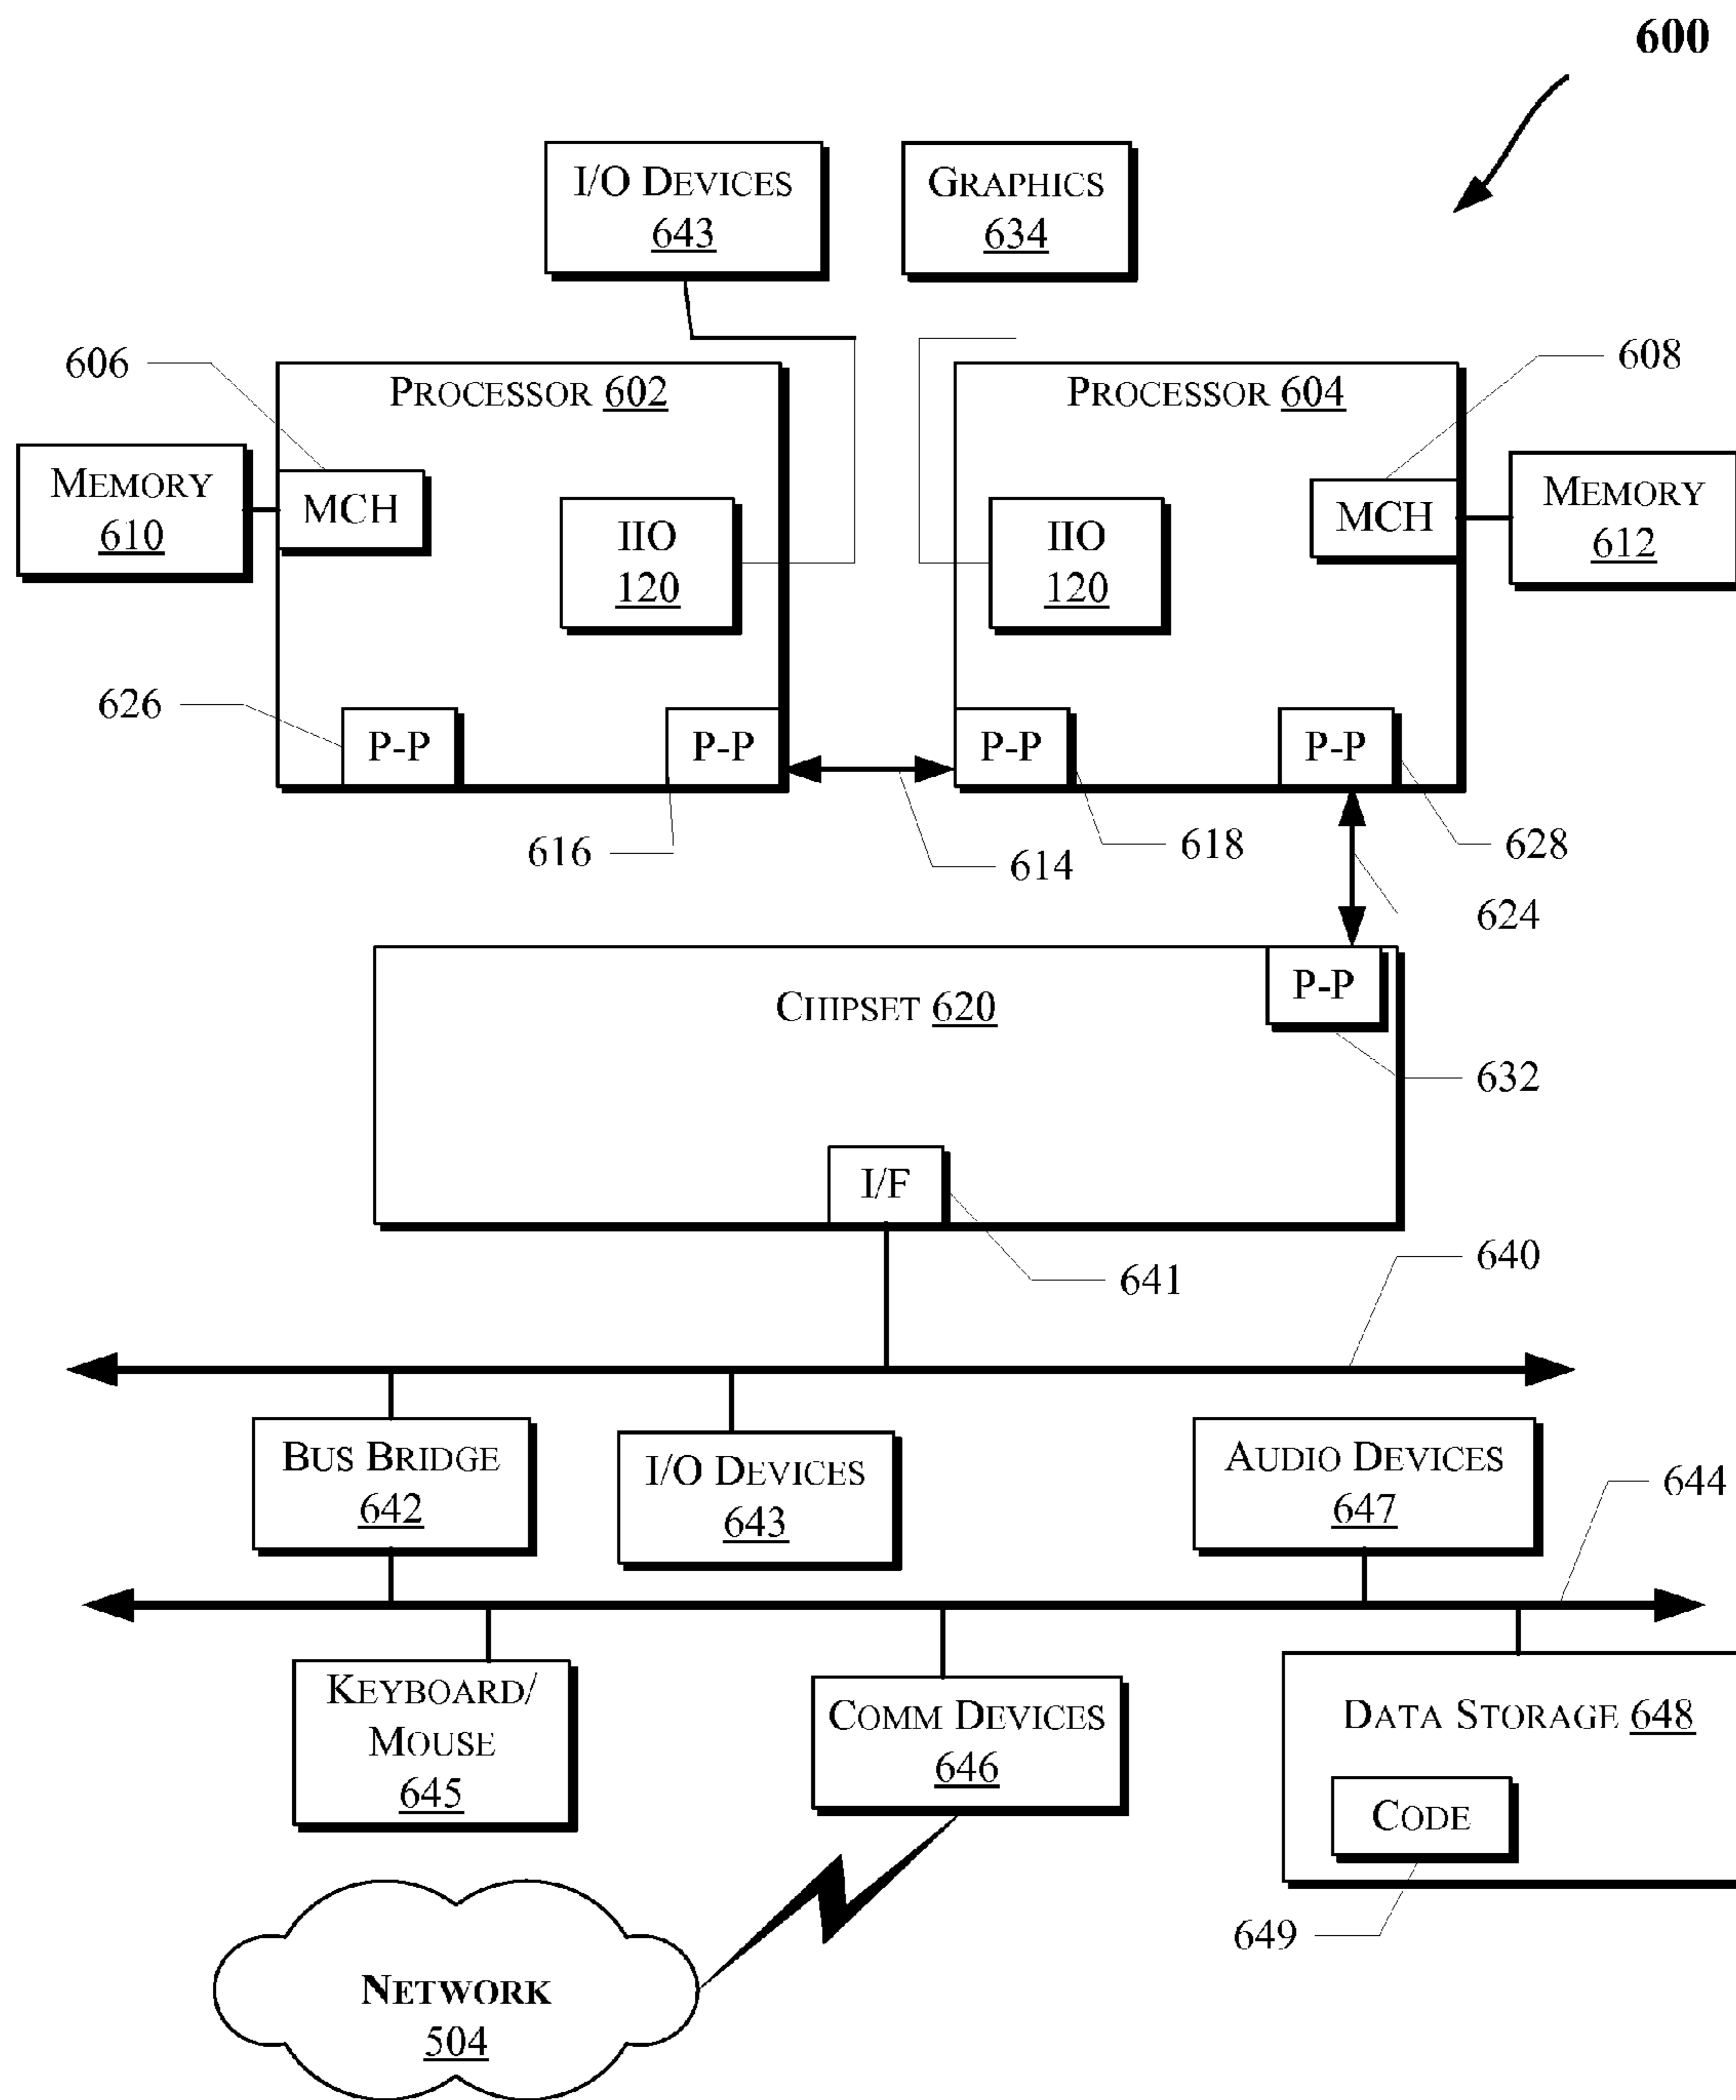 600
I/O DEVICES
643
GRAPHICS
634
606
PROCESSOR 602
PROCESSOR 604
608
MEMORY
610
MCH
IIO
120
IIO
120
MCH
MEMORY
612
626
P-P
P-P
P-P
P-P
616
614
618
628
624
CHIPSET 620
P-P
632
I/F
641
640
BUS BRIDGE
642
I/O DEVICES
643
AUDIO DEVICES
647
644
KEYBOARD/
MOUSE
645
COMM DEVICES
646
DATA STORAGE 648
CODE
649
NETWORK
504